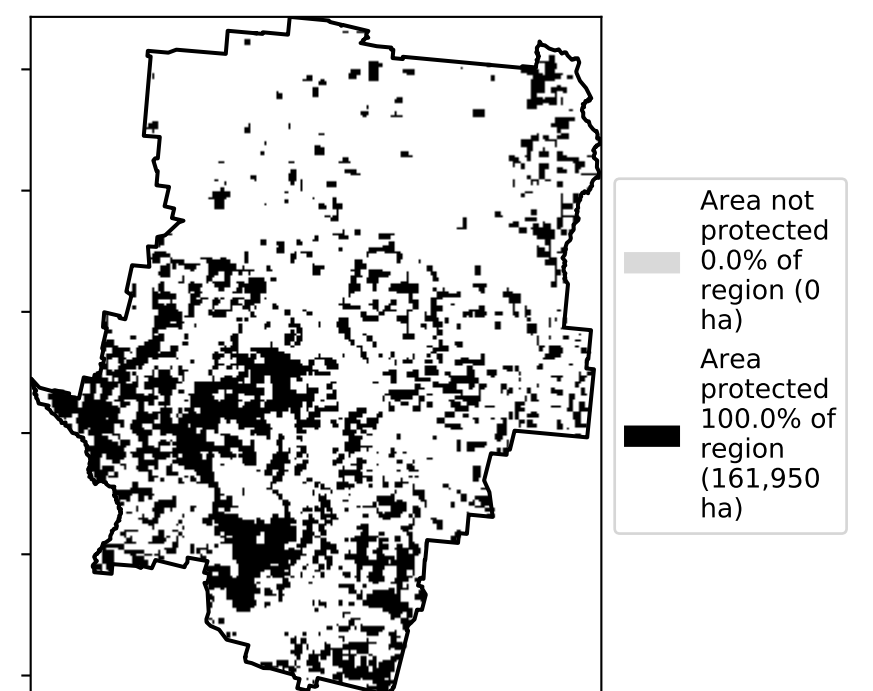 Area not
protected
0.0% of
region (0
ha)
Area
protected
100.0% of
region
(161,950
ha)